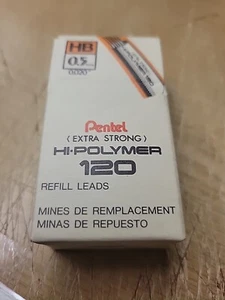 HB
0.5
Pentel
(EXTRA STRONG)
HI-POLYMER
120
REFILL LEADS
MINES DE REMPLACEMENT
MINAS DE REPUESTO